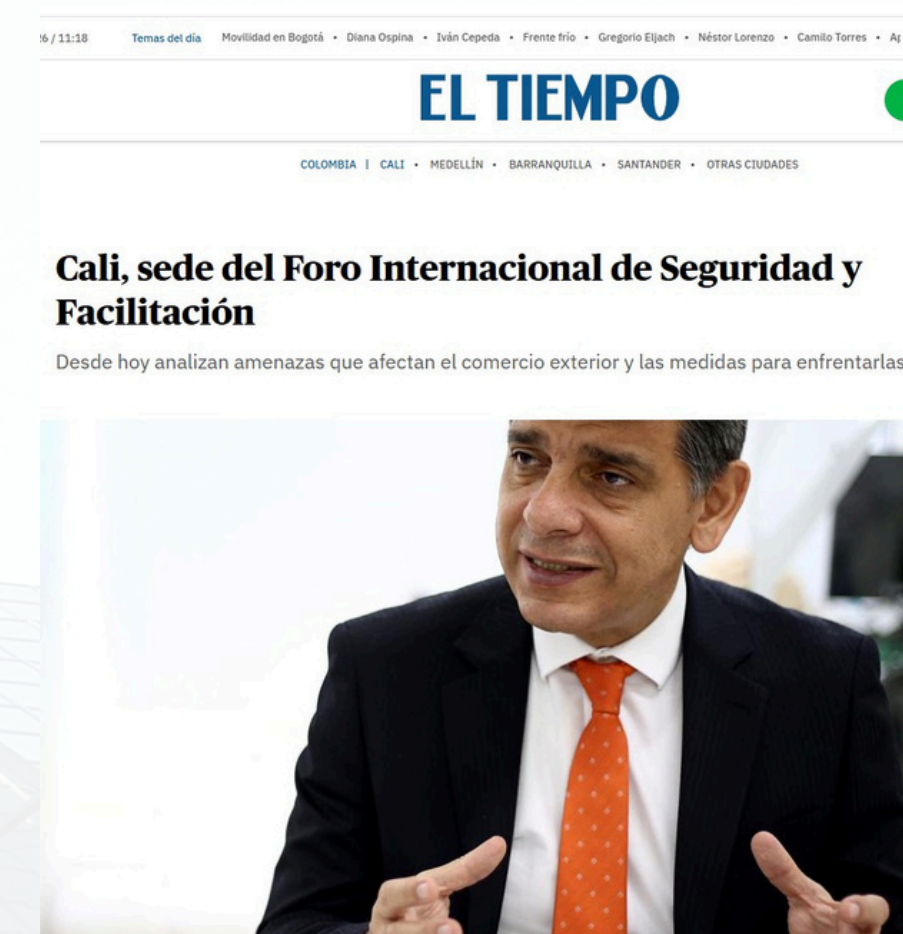 6 / 11:18 Temas del día Movilidad en Bogotá • Diana Ospina • Iván Cepeda • Frente frío • Gregorio Eljach • Néstor Lorenzo • Camilo Torres •
EL TIEMPO
COLOMBIA | CALI • MEDELLÍN • BARRANQUILLA • SANTANDER • OTRAS CIUDADES
Cali, sede del Foro Internacional de Seguridad y
Facilitación
Desde hoy analizan amenazas que afectan el comercio exterior y las medidas para enfrentarlas